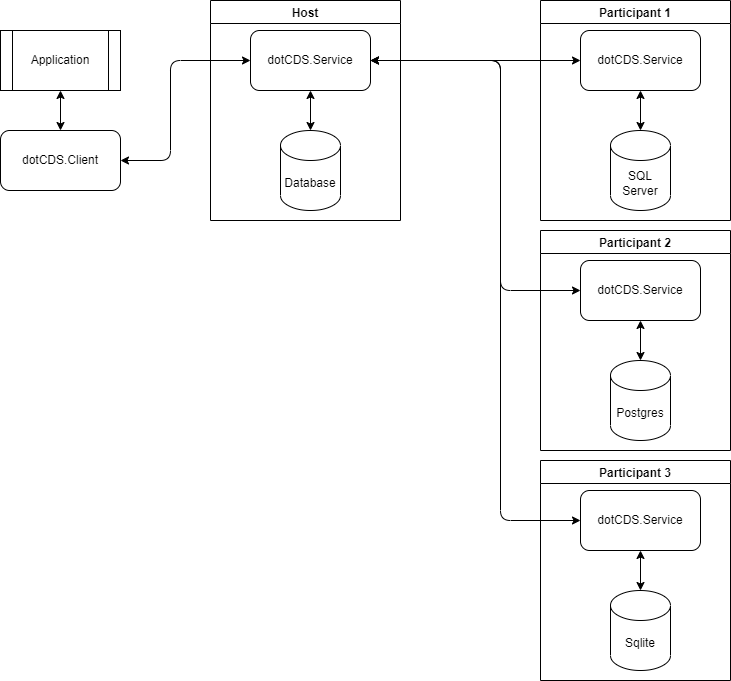 Application
dotCDS.Client
Host
dotCDS.Service
Database
Participant 1
dotCDS.Service
SQL
Server
Participant 2
dotCDS.Service
Postgres
Participant 3
dotCDS.Service
Sqlite